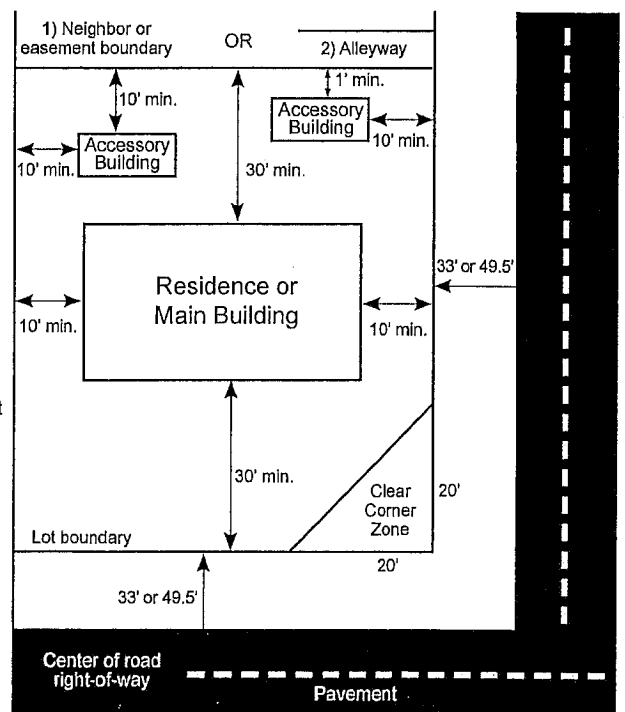 1) Neighbor or
easement boundary
OR
2) Alleyway
1' min.
10' min.
Accessory
Building
10' min.
Accessory
Building
10' min.
30' min.
33' or 49.5'
Residence or
Main Building
10' min.
10' min.
30' min.
Clear
Corner
Zone
20'
Lot boundary
20'
33' or 49.5'
Center of road
right-of-way
Pavement